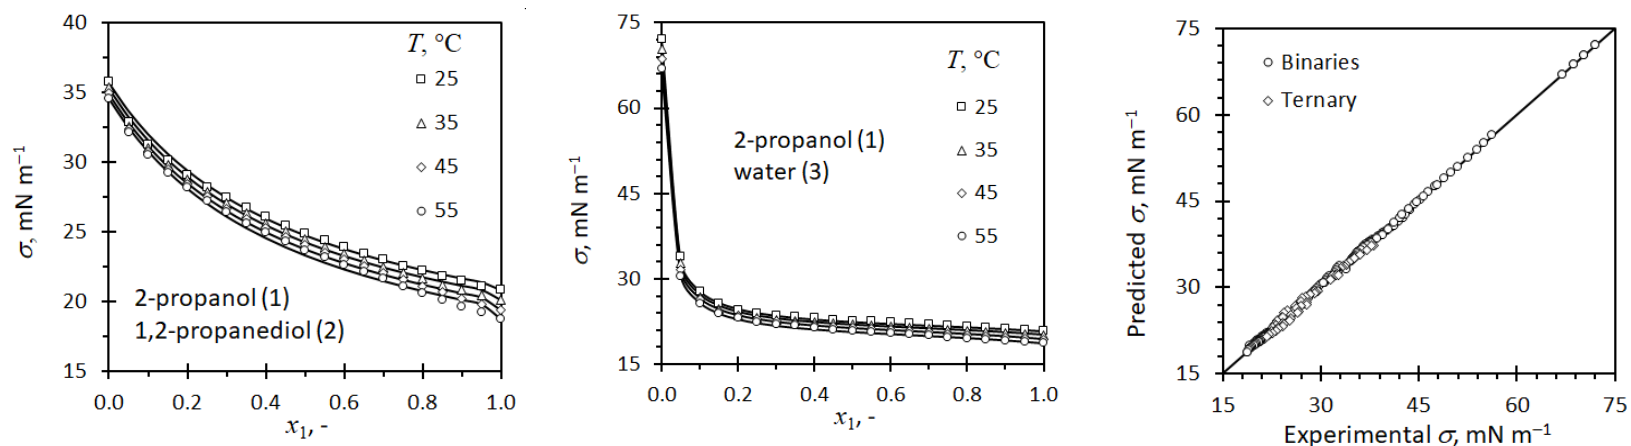 40
35
30
25
20
15
σ, mN m⁻¹
T, °C
25
35
45
55
2-propanol (1)
1,2-propanediol (2)
0.0 0.2 0.4 0.6 0.8 1.0
x₁, -
75
60
45
30
15
σ, mN m⁻¹
T, °C
25
35
45
55
2-propanol (1)
water (3)
0.0 0.2 0.4 0.6 0.8 1.0
x₁, -
75
60
45
30
15
Predicted σ, mN m⁻¹
Binaries
Ternary
15 30 45 60 75
Experimental σ, mN m⁻¹